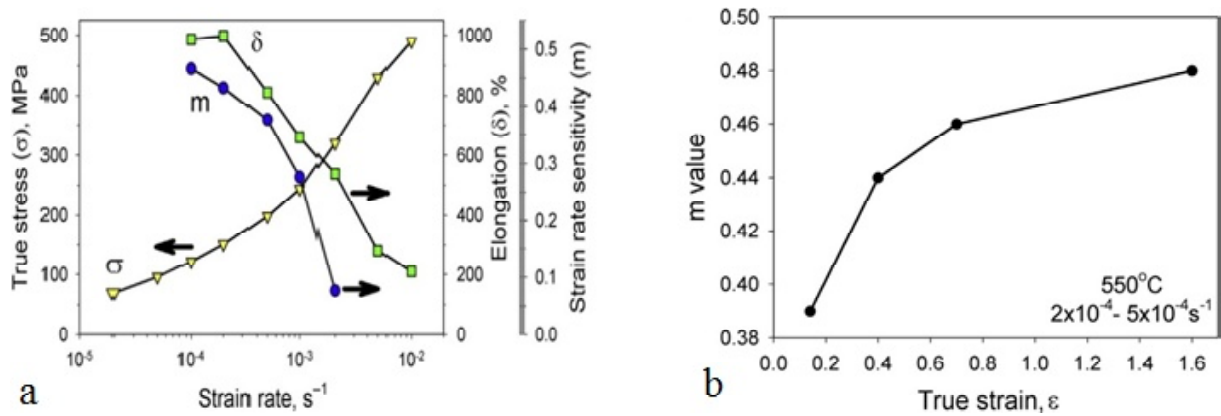 True stress (σ), MPa
500
400
300
200
100
0
δ
m
σ
10⁻⁵
10⁻⁴
10⁻³
10⁻²
Strain rate, s⁻¹
1000
800
600
400
200
0
Elongation (δ), %
0.5
0.4
0.3
0.2
0.1
0.0
Strain rate sensitivity (m)
a
m value
0.50
0.48
0.46
0.44
0.42
0.40
0.38
550°C
2x10⁻⁴- 5x10⁻⁴s⁻¹
0.0 0.2 0.4 0.6 0.8 1.0 1.2 1.4 1.6
True strain, ε
b